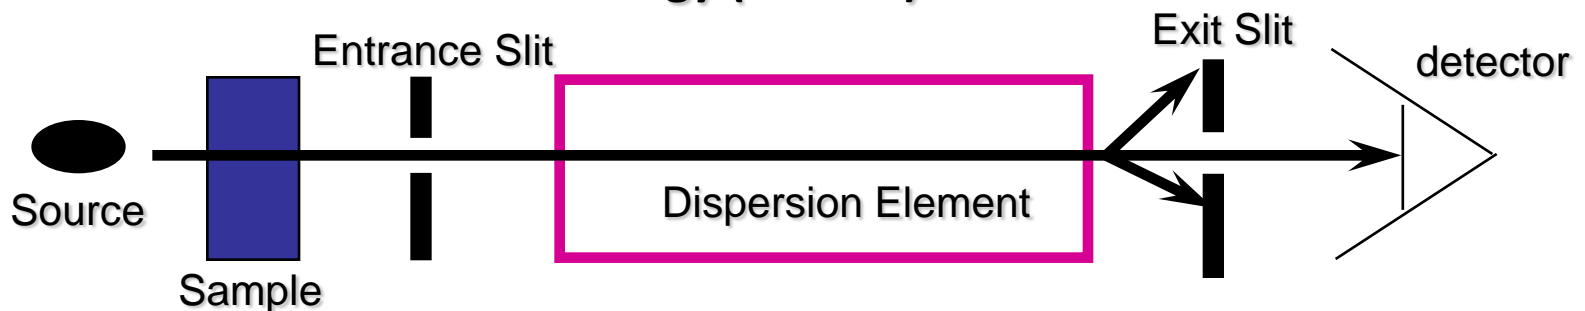 Entrance Slit
Exit Slit
detector
Source
Dispersion Element
Sample